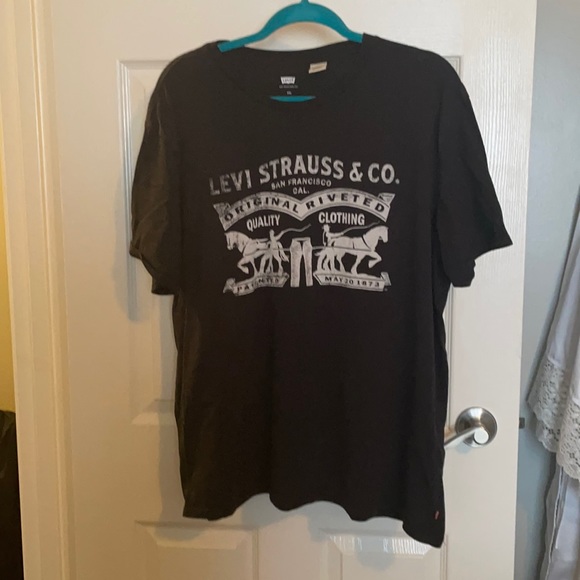 LEVI STRAUSS & CO.
SAN FRANCISCO
CAL.
ORIGINAL RIVETED
QUALITY CLOTHING
PATENTED MAY 20 1873